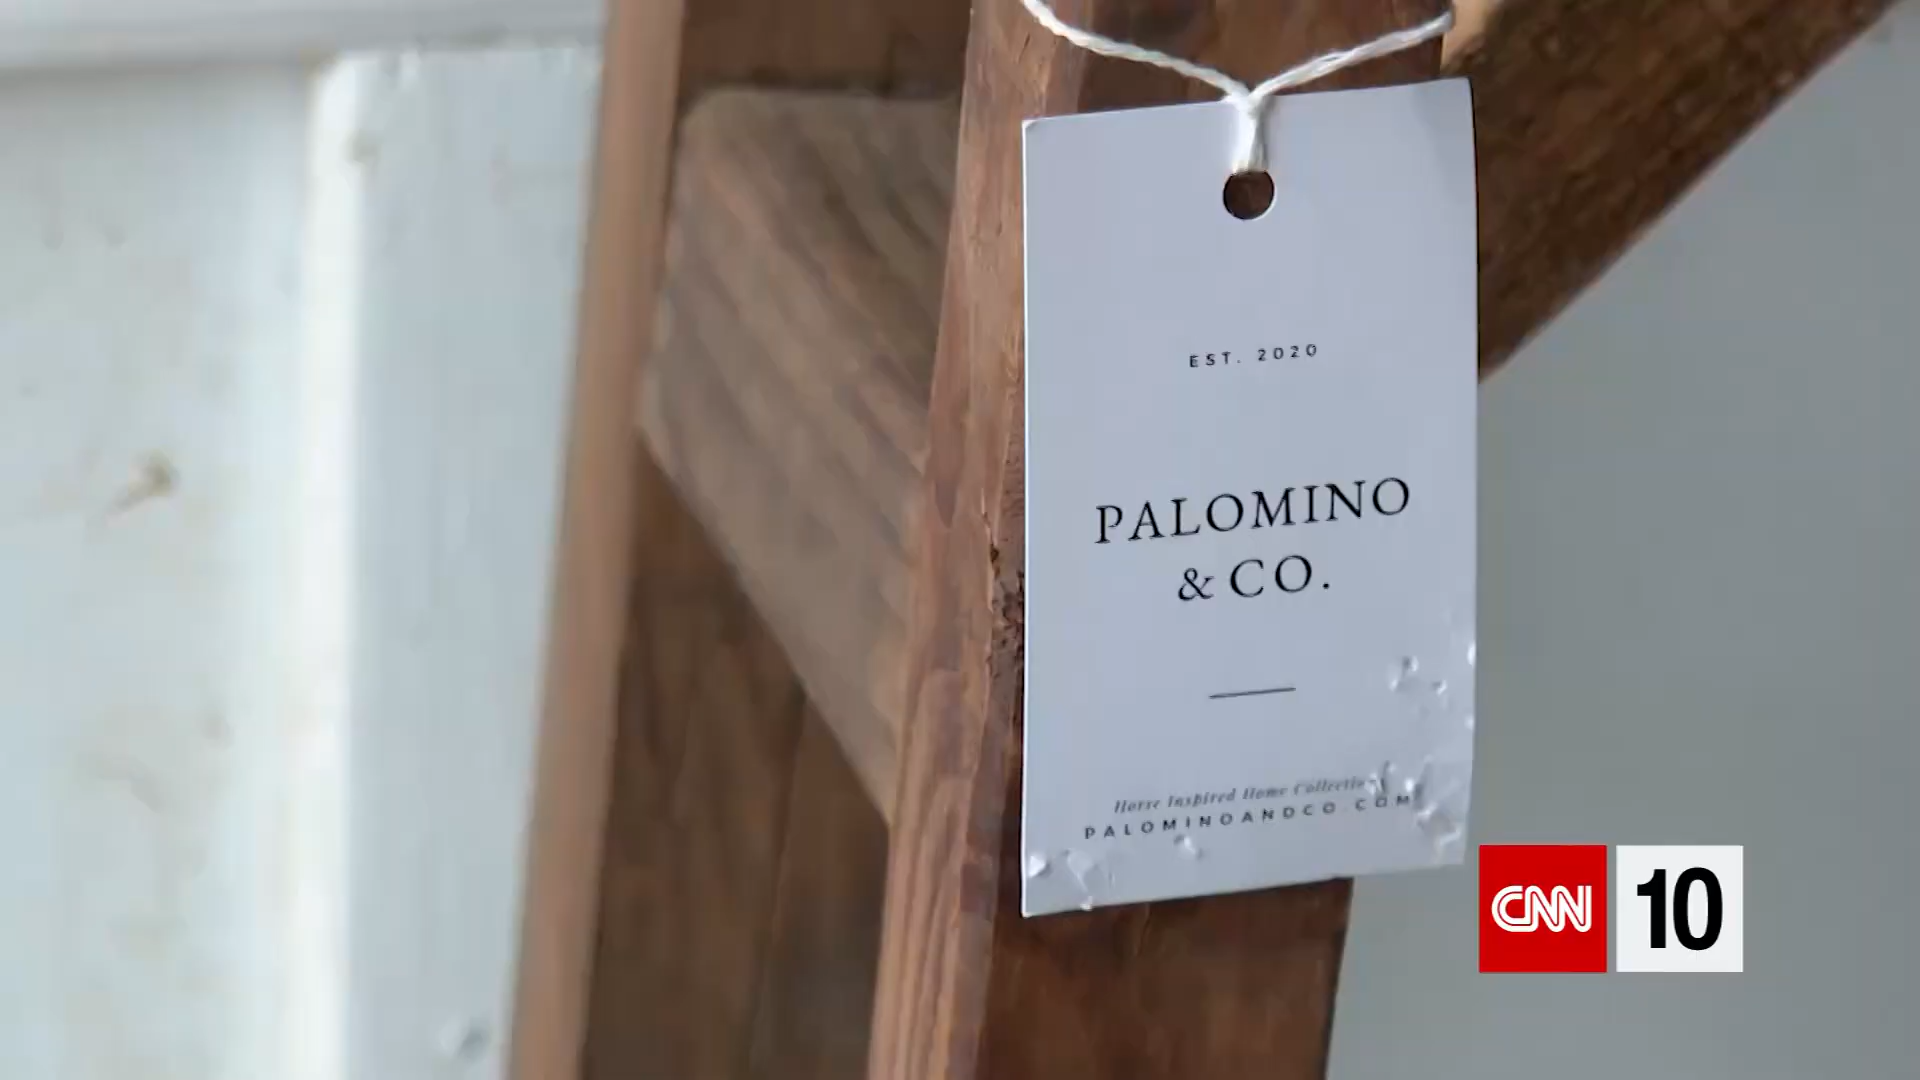 EST. 2020
PALOMINO
& CO.
Horse Inspired Home Collection
PALOMINOANDCO.COM
CNN 10